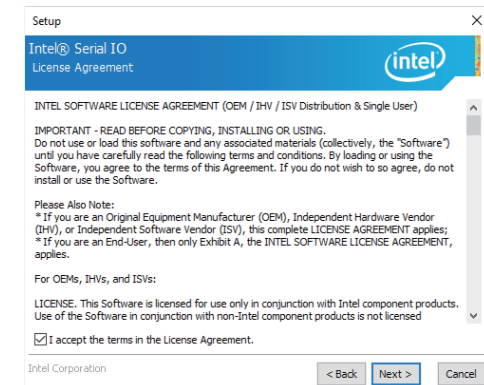 Setup
Intel® Serial IO
License Agreement
intel
INTEL SOFTWARE LICENSE AGREEMENT (OEM / IHV / ISV Distribution & Single User)
IMPORTANT - READ BEFORE COPYING, INSTALLING OR USING.
Do not use or load this software and any associated materials (collectively, the "Software")
until you have carefully read the following terms and conditions. By loading or using the
Software, you agree to the terms of this Agreement. If you do not wish to so agree, do not
install or use the Software.
Please Also Note:
* If you are an Original Equipment Manufacturer (OEM), Independent Hardware Vendor
(IHV), or Independent Software Vendor (ISV), this complete LICENSE AGREEMENT applies;
* If you are an End-User, then only Exhibit A, the INTEL SOFTWARE LICENSE AGREEMENT,
applies.
For OEMs, IHVs, and ISVs:
LICENSE. This Software is licensed for use only in conjunction with Intel component products.
Use of the Software in conjunction with non-Intel component products is not licensed
I accept the terms in the License Agreement.
Intel Corporation
< Back Next > Cancel